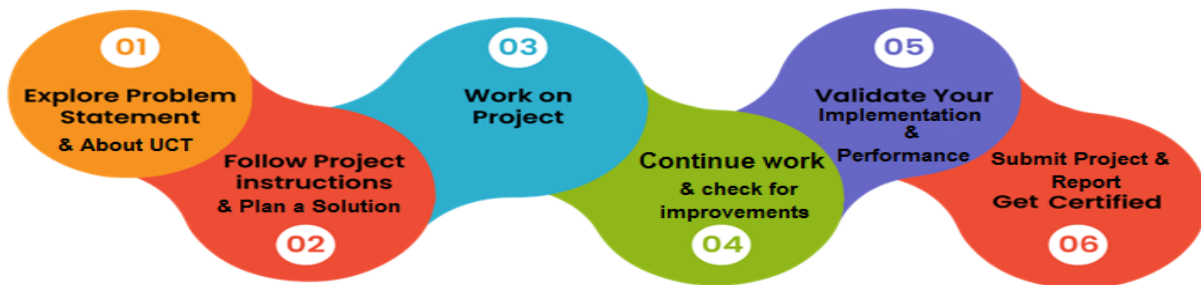 01
Explore Problem
Statement
& About UCT
Follow Project
instructions
& Plan a Solution
02
03
Work on
Project
Continue work
& check for
improvements
04
05
Validate Your
Implementation
&
Performance
Submit Project &
Report
Get Certified
06